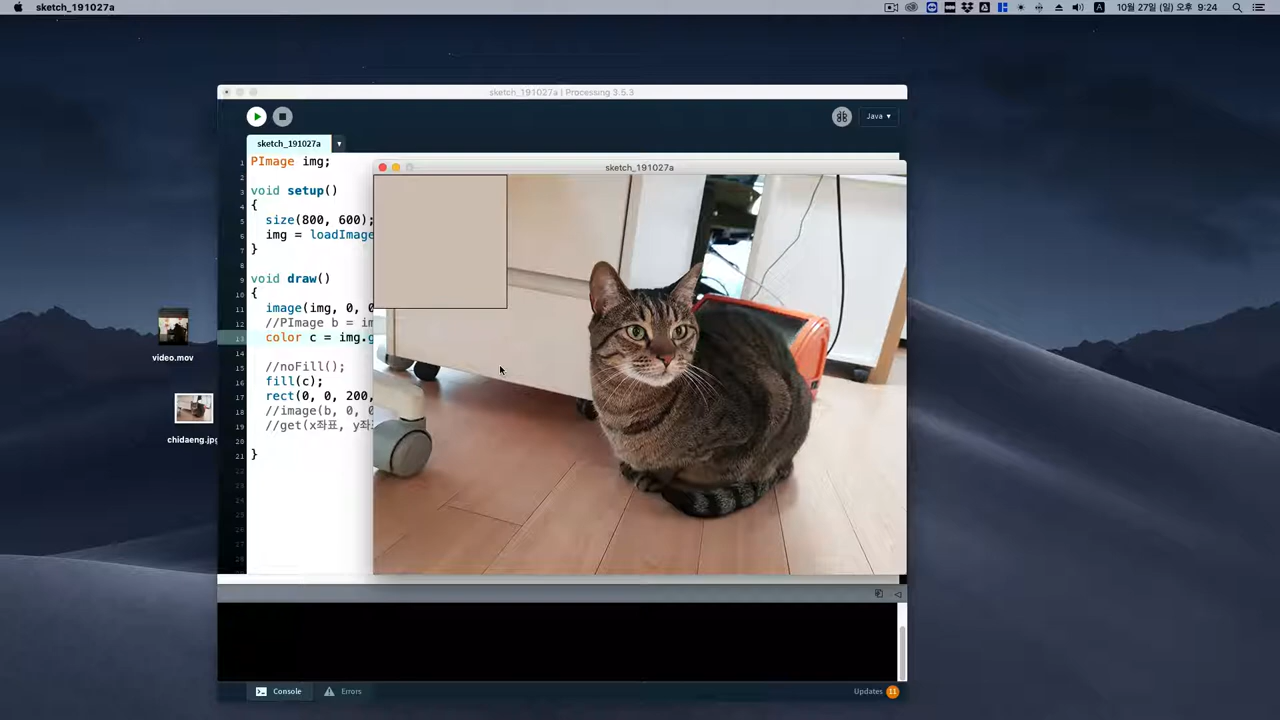 sketch_191027a
10월 27일 (일) 오후 9:24
sketch_191027a | Processing 3.5.3
Java ▾
sketch_191027a
sketch_191027a
1 PImage img;
2
3 void setup()
4 {
5 size(800, 600);
6 img = loadImage
7 }
8
9 void draw()
10 {
11 image(img, 0, 0
12 //PImage b = im
13 color c = img.g
14
15 //noFill();
16 fill(c);
17 rect(0, 0, 200,
18 //image(b, 0, 0
19 //get(x좌표, y좌
20
21 }
video.mov
chidaeng.jpg
Console
Errors
Updates 11